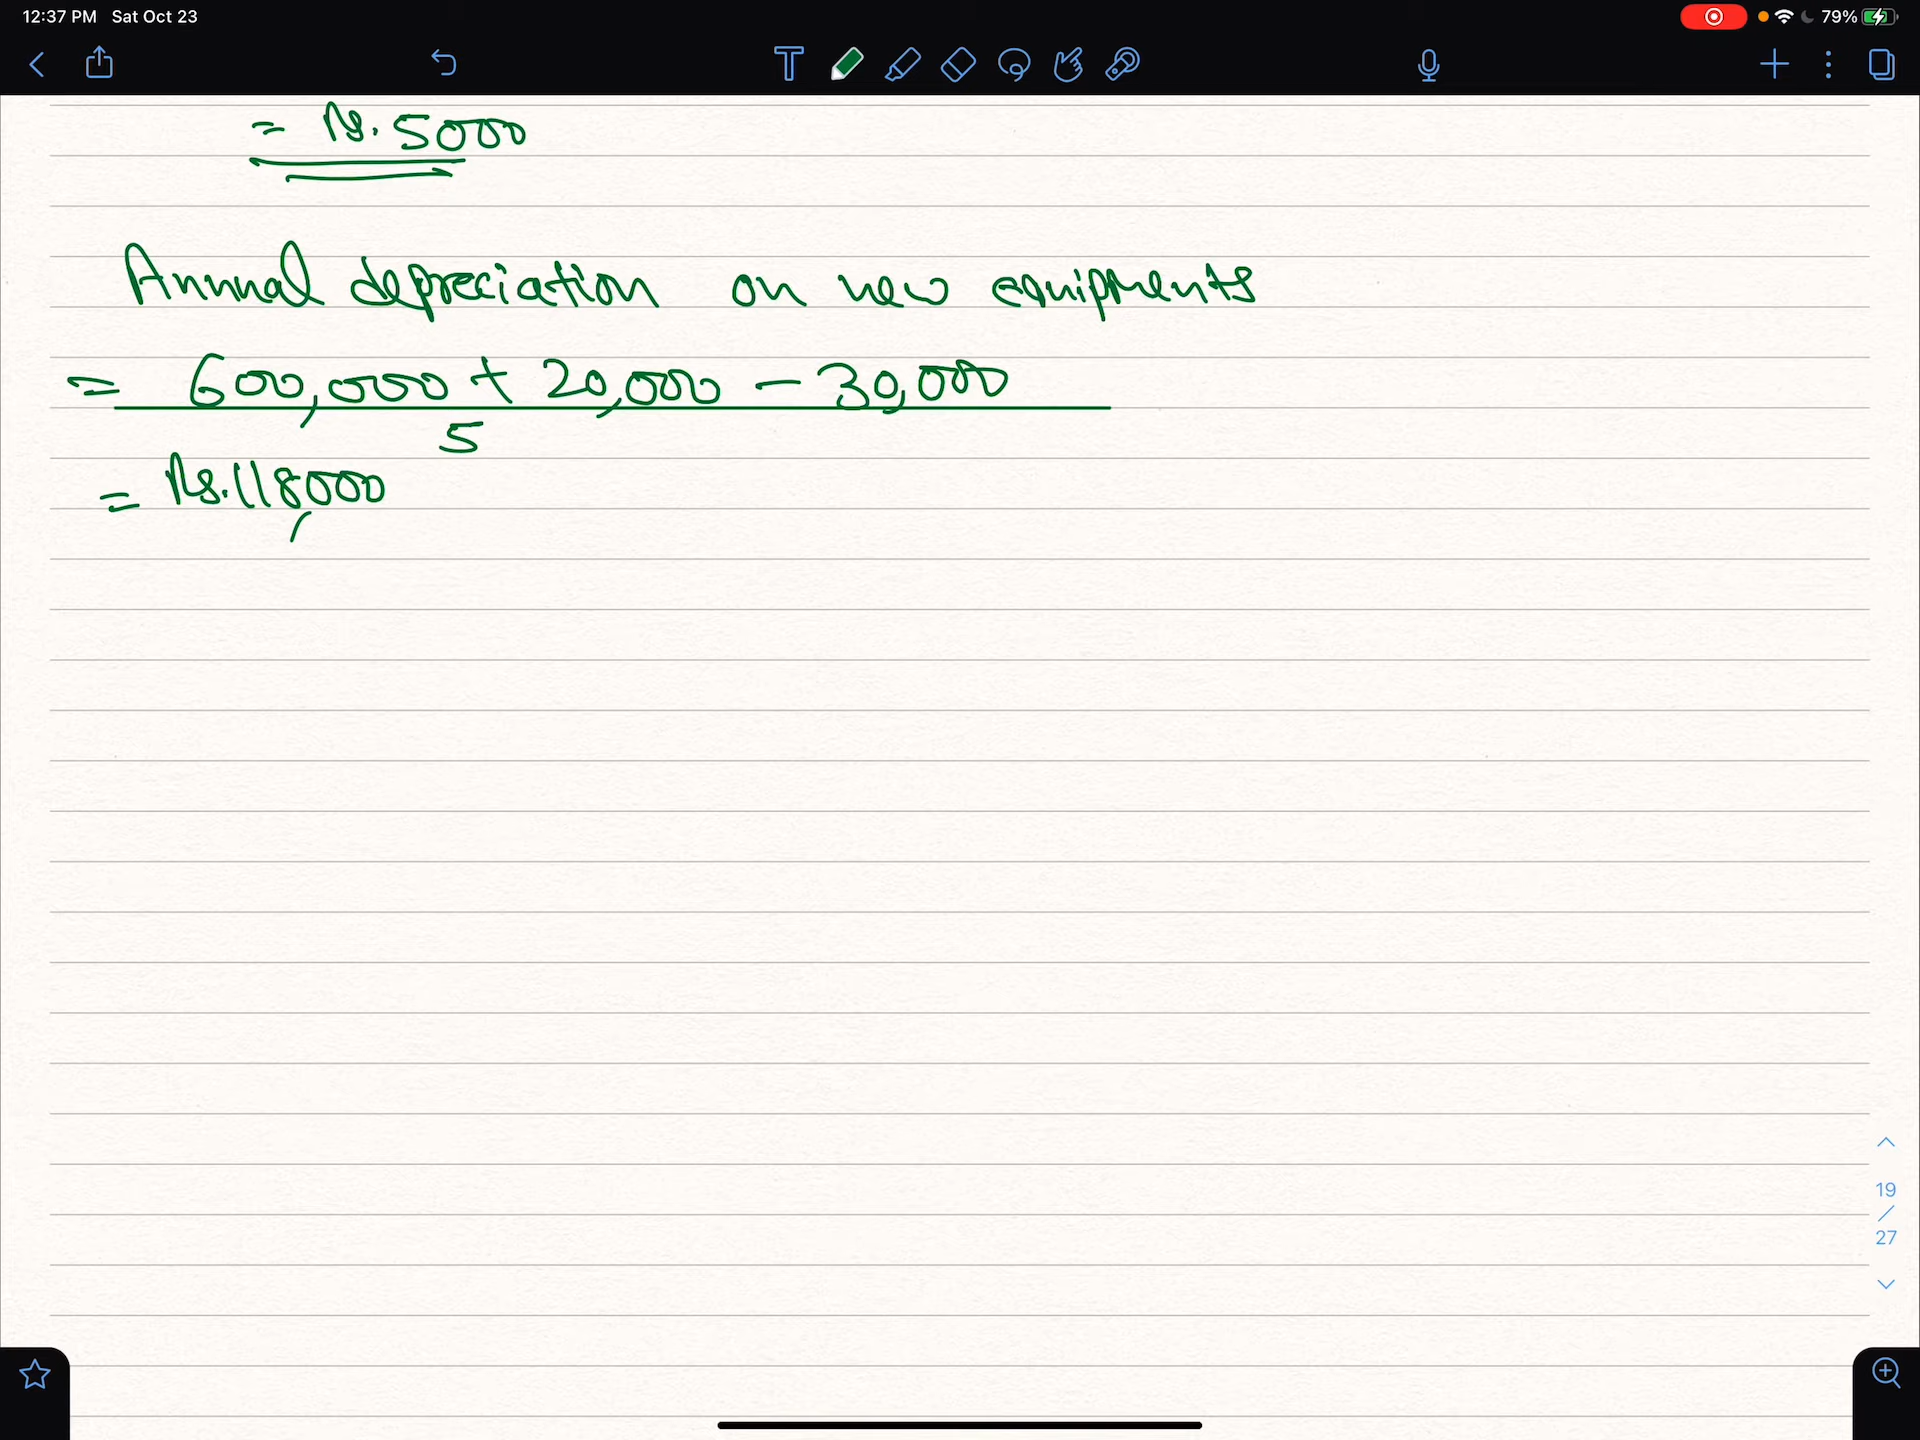 12:37 PM Sat Oct 23
79%
= Rs. 5000
Annual depreciation on new equipments
= 600,000 + 20,000 - 30,000
5
= Rs. 118,000
19
/
27